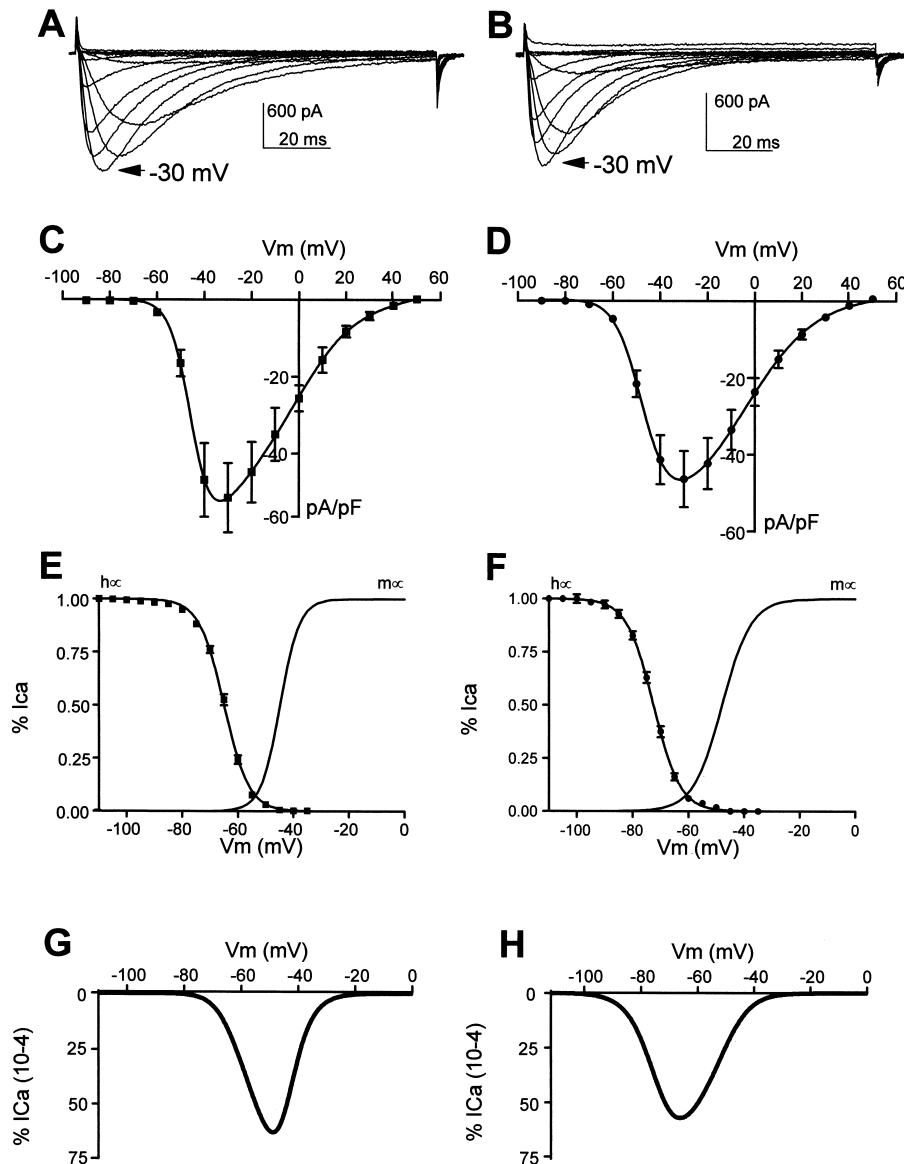 A
B
600 pA
20 ms
-30 mV
600 pA
20 ms
-30 mV
C
Vm (mV)
-100 -80 -60 -40 -20 0 20 40 60
-20
-40
-60
pA/pF
D
Vm (mV)
-100 -80 -60 -40 -20 0 20 40 60
-20
-40
-60
pA/pF
E
h∝
m∝
1.00
0.75
0.50
0.25
0.00
% Ica
-100 -80 -60 -40 -20 0
Vm (mV)
F
h∝
m∝
1.00
0.75
0.50
0.25
0.00
% Ica
-100 -80 -60 -40 -20 0
Vm (mV)
G
Vm (mV)
-100 -80 -60 -40 -20 0
0
25
50
75
% ICa (10-4)
H
Vm (mV)
-100 -80 -60 -40 -20 0
0
25
50
75
% ICa (10-4)